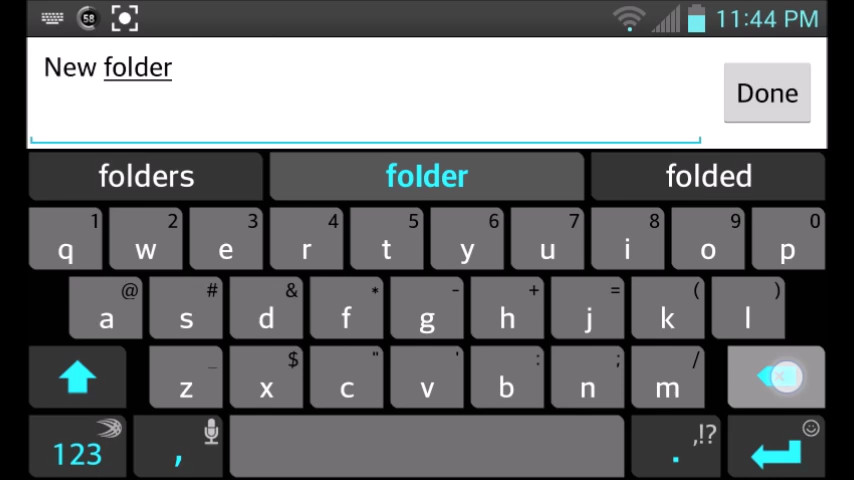 58 11:44 PM
New folder
Done
folders folder folded
1 2 3 4 5 6 7 8 9 0
q w e r t y u i o p
@ # & * - + = ( )
a s d f g h j k l
_ $ " ' : ; /
z x c v b n m
,!?
123 , .